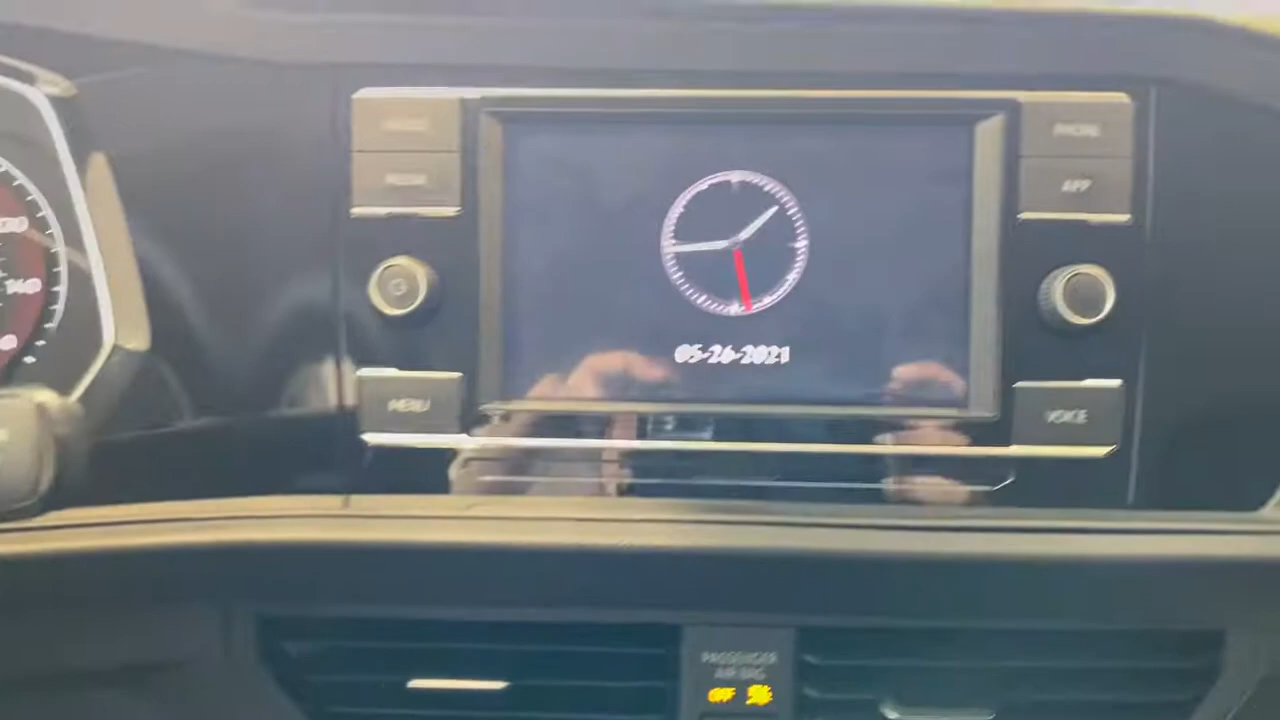 PHONE
APP
140
05-26-2021
MENU
VOICE
PASSENGER
AIR BAG
OFF